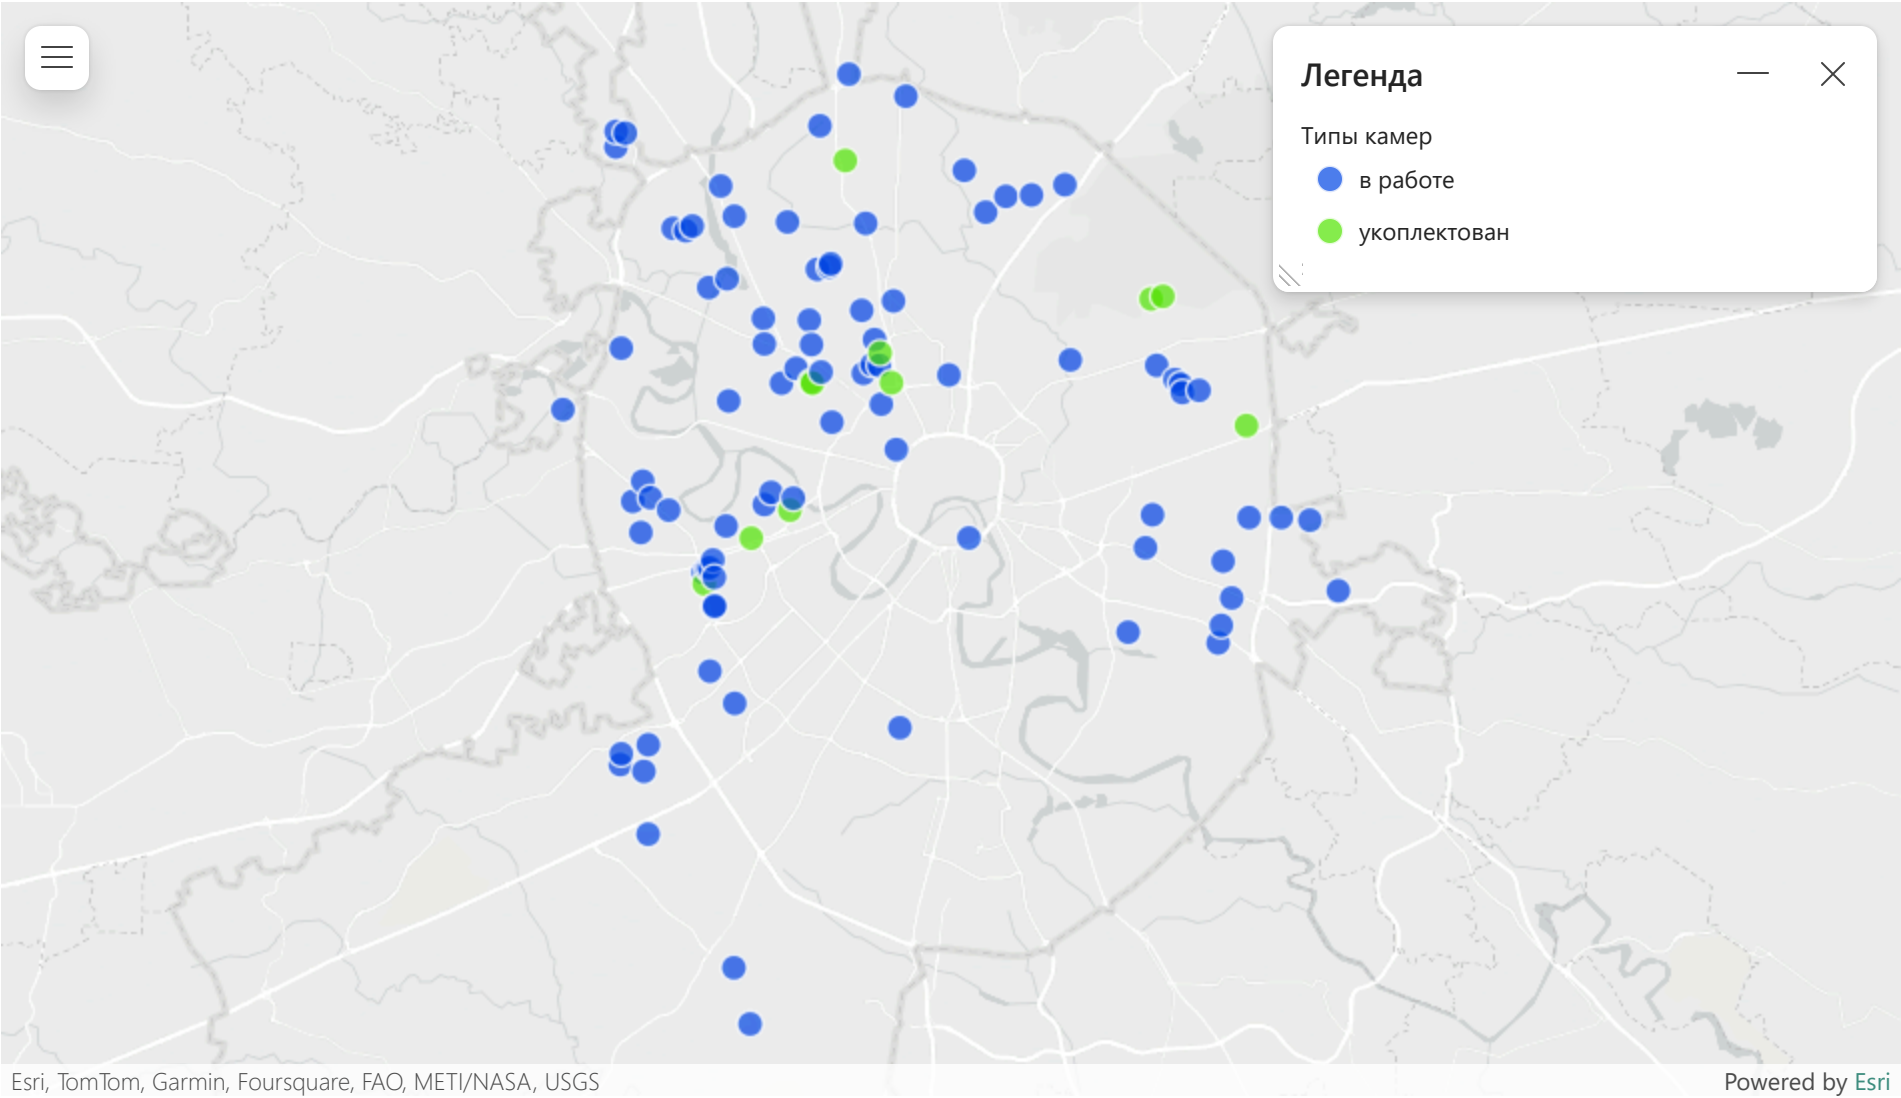 Легенда
Типы камер
в работе
укоплектован
Esri, TomTom, Garmin, Foursquare, FAO, METI/NASA, USGS
Powered by Esri